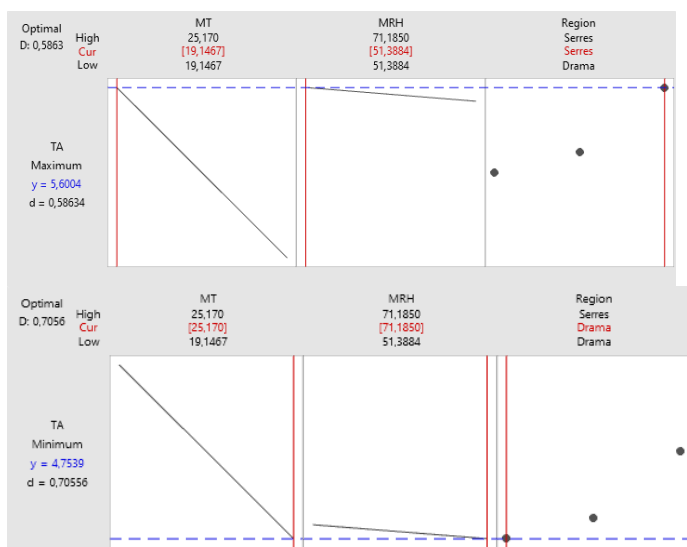 Optimal
D: 0,5863
High
Cur
Low
MT
25,170
[19,1467]
19,1467
MRH
71,1850
[51,3884]
51,3884
Region
Serres
Serres
Drama
TA
Maximum
y = 5,6004
d = 0,58634
Optimal
D: 0,7056
High
Cur
Low
MT
25,170
[25,170]
19,1467
MRH
71,1850
[71,1850]
51,3884
Region
Serres
Drama
Drama
TA
Minimum
y = 4,7539
d = 0,70556